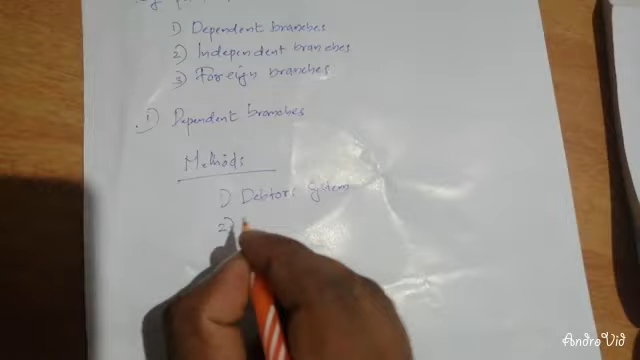 1) Dependent branches
2) Independent branches
3) Foreign branches
1) Dependent branches
Methods
1) Debtors System
2)
AndroVid